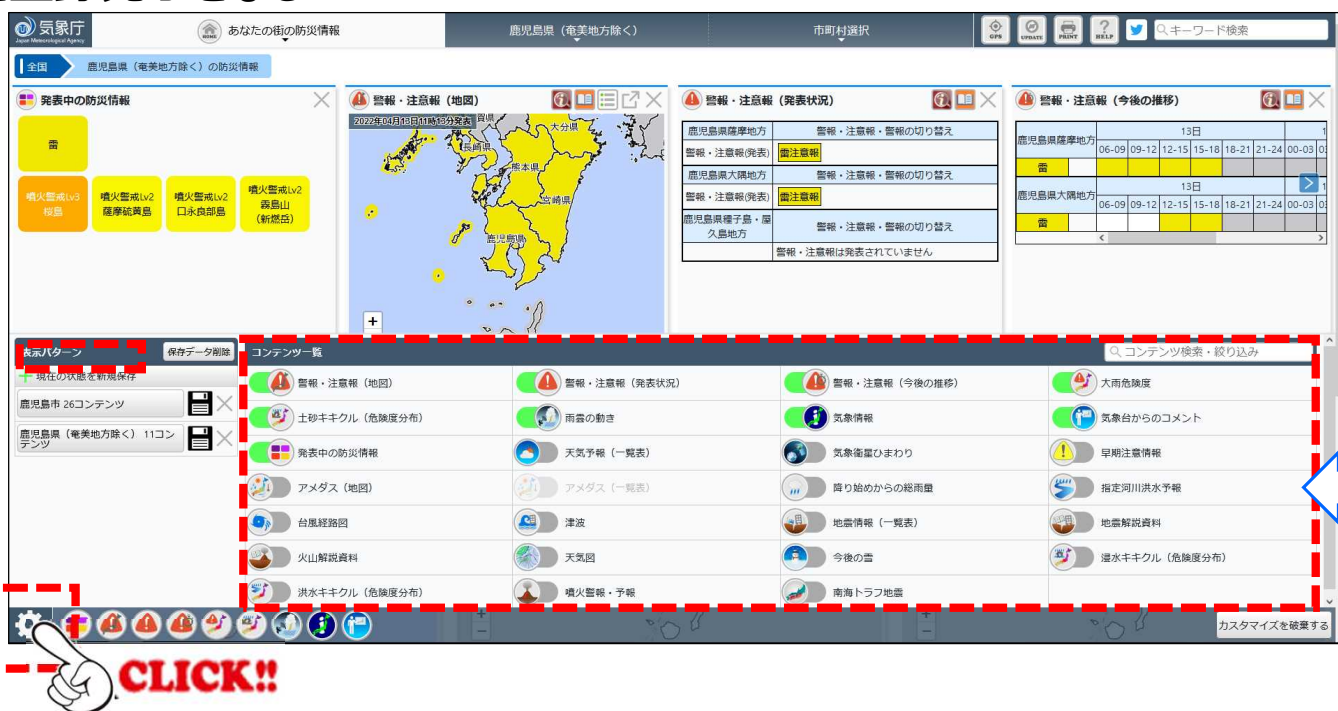 気象庁
Japan Meteorological Agency
HOME
あなたの街の防災情報
鹿児島県（奄美地方除く）
市町村選択
GPS
UPDATE
PRINT
HELP
キーワード検索
全国
鹿児島県（奄美地方除く）の防災情報
発表中の防災情報
雷
噴火警戒Lv3
桜島
噴火警戒Lv2
薩摩硫黄島
噴火警戒Lv2
口永良部島
噴火警戒Lv2
霧島山
（新燃岳）
警報・注意報（地図）
2022年04月13日11時13分発表
大分県
長崎県
熊本県
宮崎県
鹿児島県
+
警報・注意報（発表状況）
鹿児島県薩摩地方 警報・注意報・警報の切り替え
警報・注意報(発表) 雷注意報
鹿児島県大隅地方 警報・注意報・警報の切り替え
警報・注意報(発表) 雷注意報
鹿児島県種子島・屋久島地方 警報・注意報・警報の切り替え
警報・注意報は発表されていません
警報・注意報（今後の推移）
鹿児島県薩摩地方 13日
06-09 09-12 12-15 15-18 18-21 21-24 00-03
雷
鹿児島県大隅地方 13日
06-09 09-12 12-15 15-18 18-21 21-24 00-03
雷
表示パターン
保存データ削除
現在の状態を新規保存
鹿児島市 26コンテンツ
鹿児島県（奄美地方除く） 11コンテンツ
コンテンツ一覧
コンテンツ検索・絞り込み
警報・注意報（地図）
警報・注意報（発表状況）
警報・注意報（今後の推移）
大雨危険度
土砂キキクル（危険度分布）
雨雲の動き
気象情報
気象台からのコメント
発表中の防災情報
天気予報（一覧表）
気象衛星ひまわり
早期注意情報
アメダス（地図）
アメダス（一覧表）
降り始めからの総雨量
指定河川洪水予報
台風経路図
津波
地震情報（一覧表）
地震解説資料
火山解説資料
天気図
今後の雪
浸水キキクル（危険度分布）
洪水キキクル（危険度分布）
噴火警報・予報
南海トラフ地震
カスタマイズを破棄する
CLICK!!